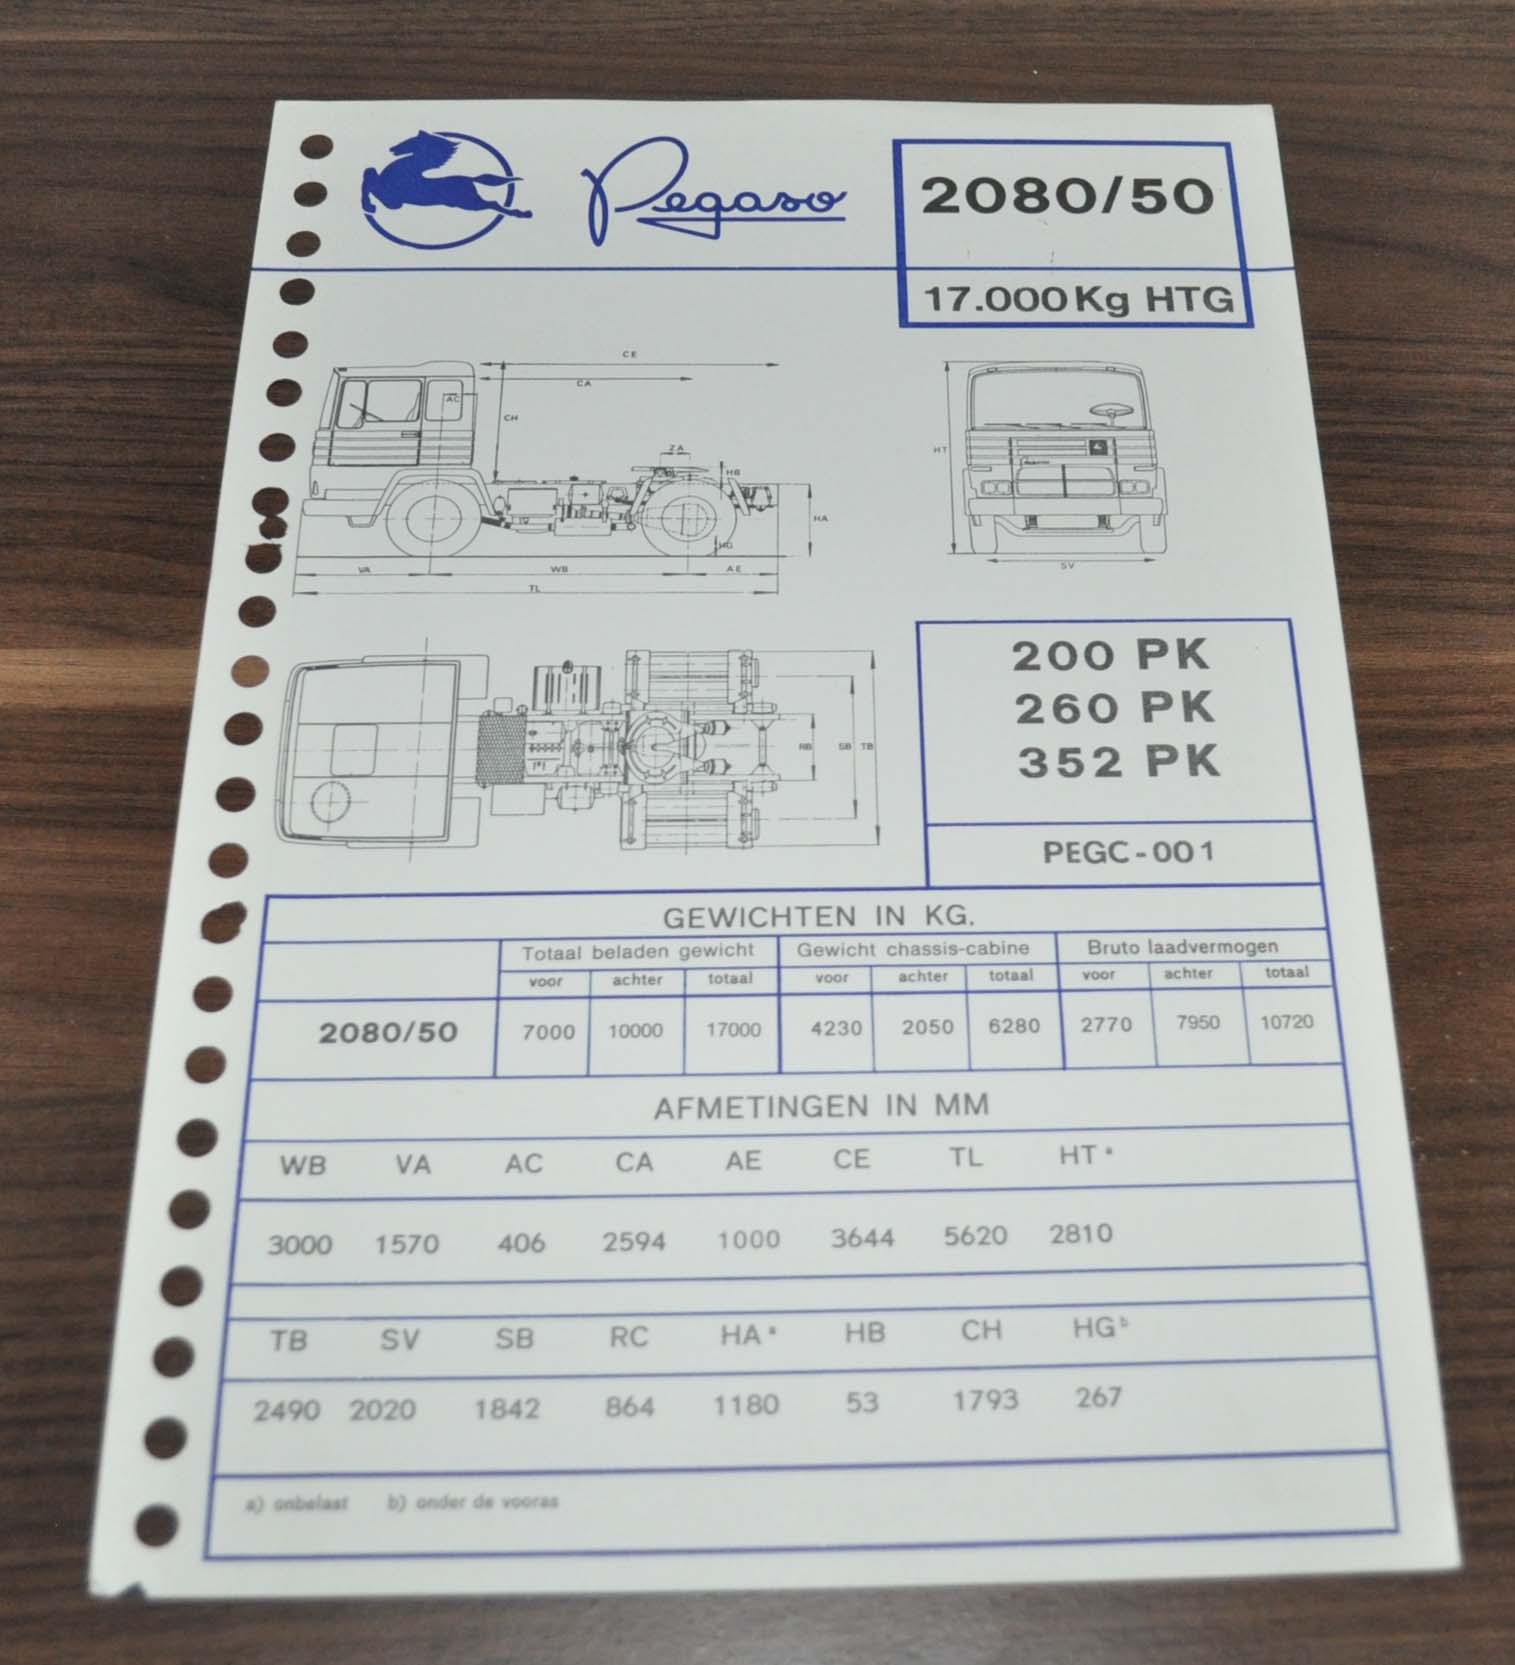 Pegaso
2080/50
17.000Kg HTG
CE
CA
AC
CH
ZA
HB
HA
HG
VA WB AE
TL
HT
SV
RB SB TB
200 PK
260 PK
352 PK
PEGC-001
GEWICHTEN IN KG.
Totaal beladen gewicht Gewicht chassis-cabine Bruto laadvermogen
voor achter totaal voor achter totaal voor achter totaal
2080/50 7000 10000 17000 4230 2050 6280 2770 7950 10720
AFMETINGEN IN MM
WB VA AC CA AE CE TL HT a
3000 1570 406 2594 1000 3644 5620 2810
TB SV SB RC HA a HB CH HG b
2490 2020 1842 864 1180 53 1793 267
a) onbelast b) onder de vooras